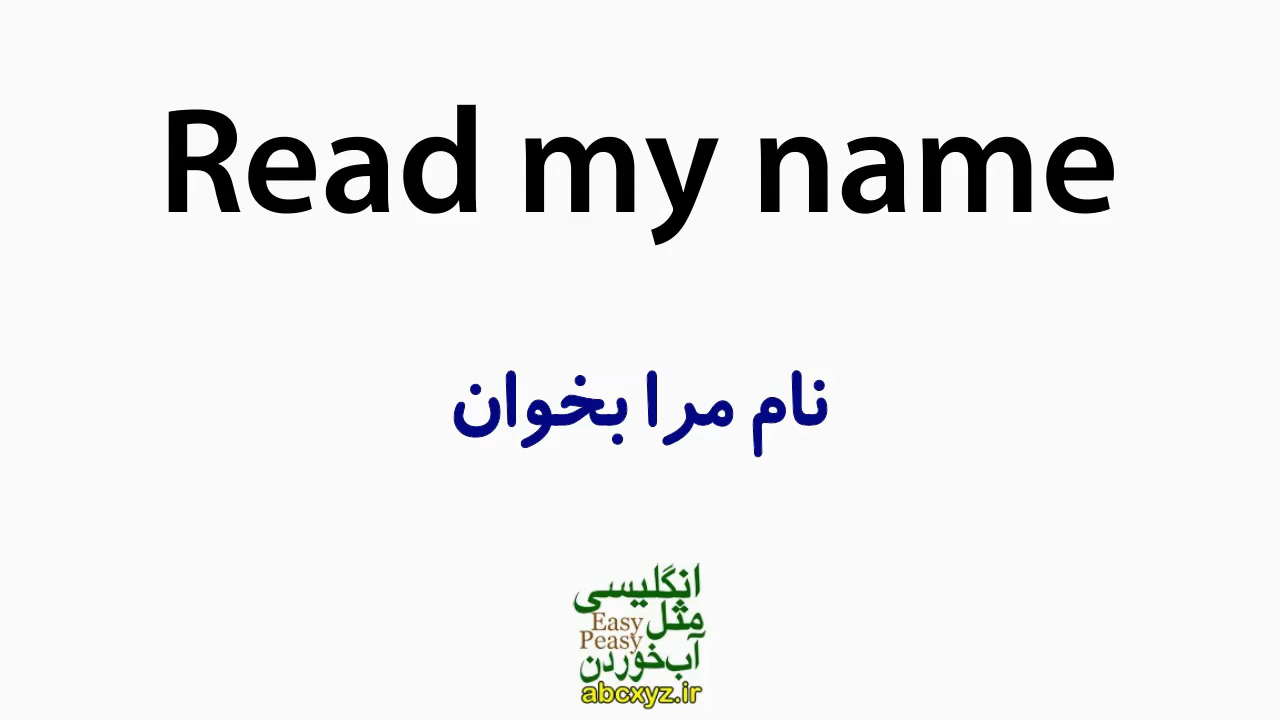 Read my name
نام مرا بخوان
انگلیسی
مثل
Easy
Peasy
آب‌خوردن
abcxyz.ir